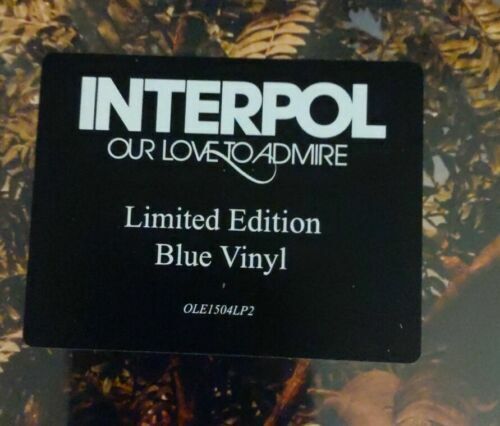 INTERPOL
OUR LOVE TO ADMIRE
Limited Edition
Blue Vinyl
OLE1504LP2